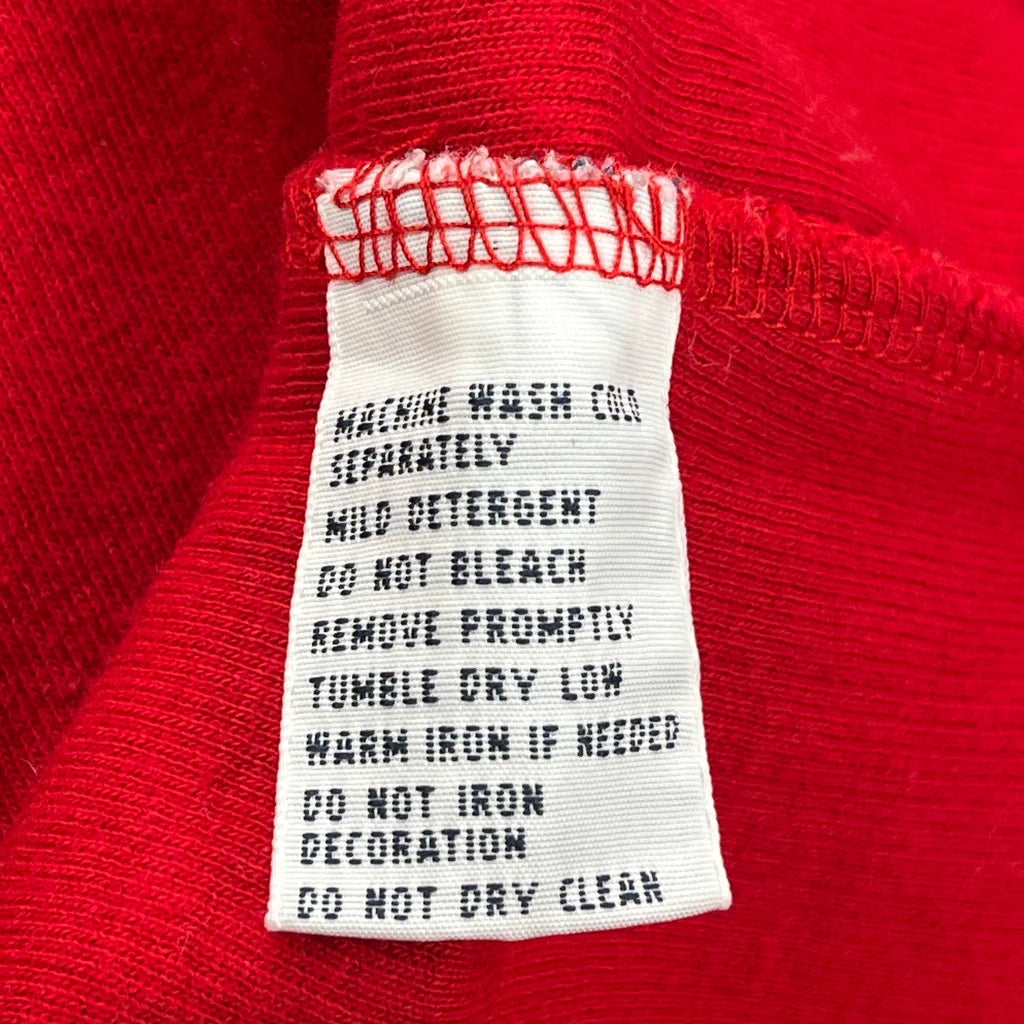 MACHINE WASH COLD
SEPARATELY
MILD DETERGENT
DO NOT BLEACH
REMOVE PROMPTLY
TUMBLE DRY LOW
WARM IRON IF NEEDED
DO NOT IRON
DECORATION
DO NOT DRY CLEAN